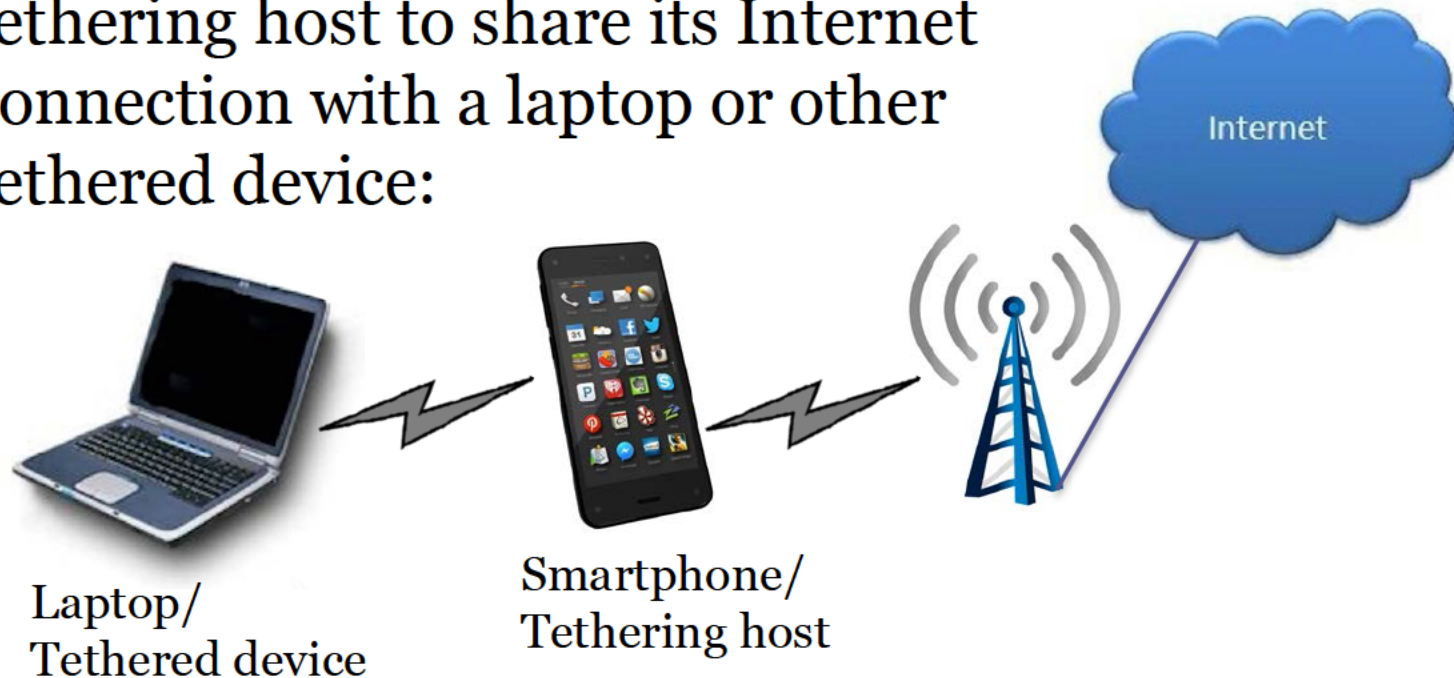 ethering host to share its Internet
onnection with a laptop or other
ethered device:
Internet
Laptop/
Tethered device
Smartphone/
Tethering host
31